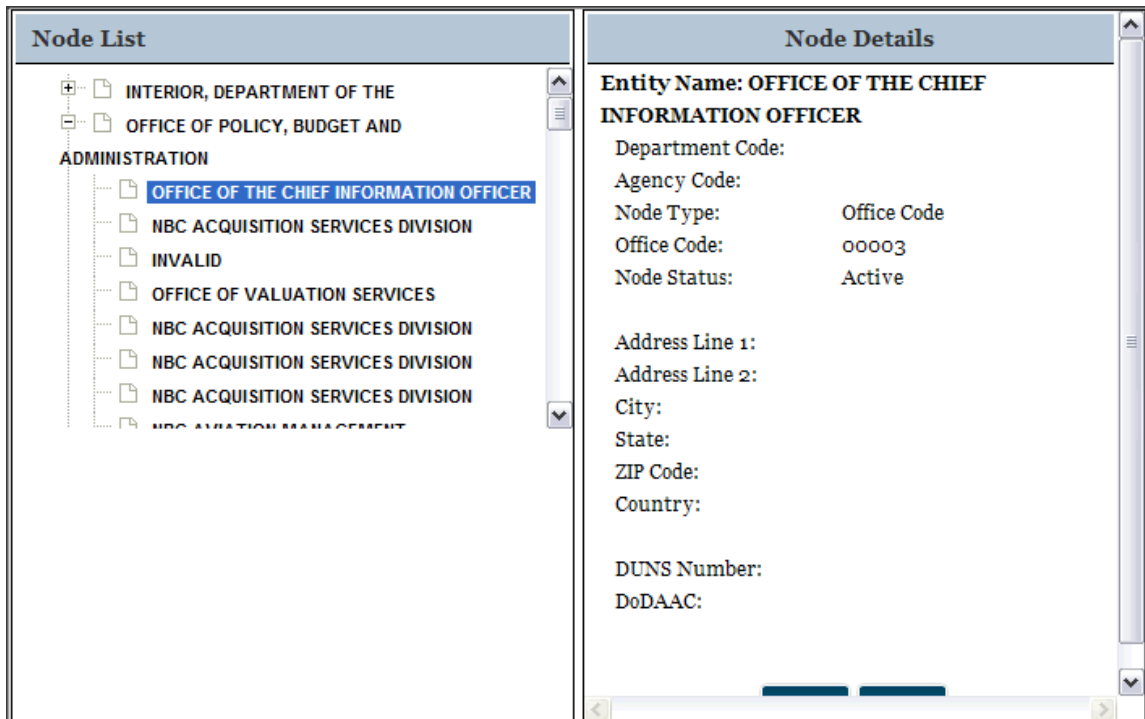 Node List
INTERIOR, DEPARTMENT OF THE
OFFICE OF POLICY, BUDGET AND
ADMINISTRATION
OFFICE OF THE CHIEF INFORMATION OFFICER
NBC ACQUISITION SERVICES DIVISION
INVALID
OFFICE OF VALUATION SERVICES
NBC ACQUISITION SERVICES DIVISION
NBC ACQUISITION SERVICES DIVISION
NBC ACQUISITION SERVICES DIVISION
NBC AVIATION MANAGEMENT
Node Details
Entity Name: OFFICE OF THE CHIEF
INFORMATION OFFICER
Department Code:
Agency Code:
Node Type: Office Code
Office Code: 00003
Node Status: Active
Address Line 1:
Address Line 2:
City:
State:
ZIP Code:
Country:
DUNS Number:
DoDAAC: